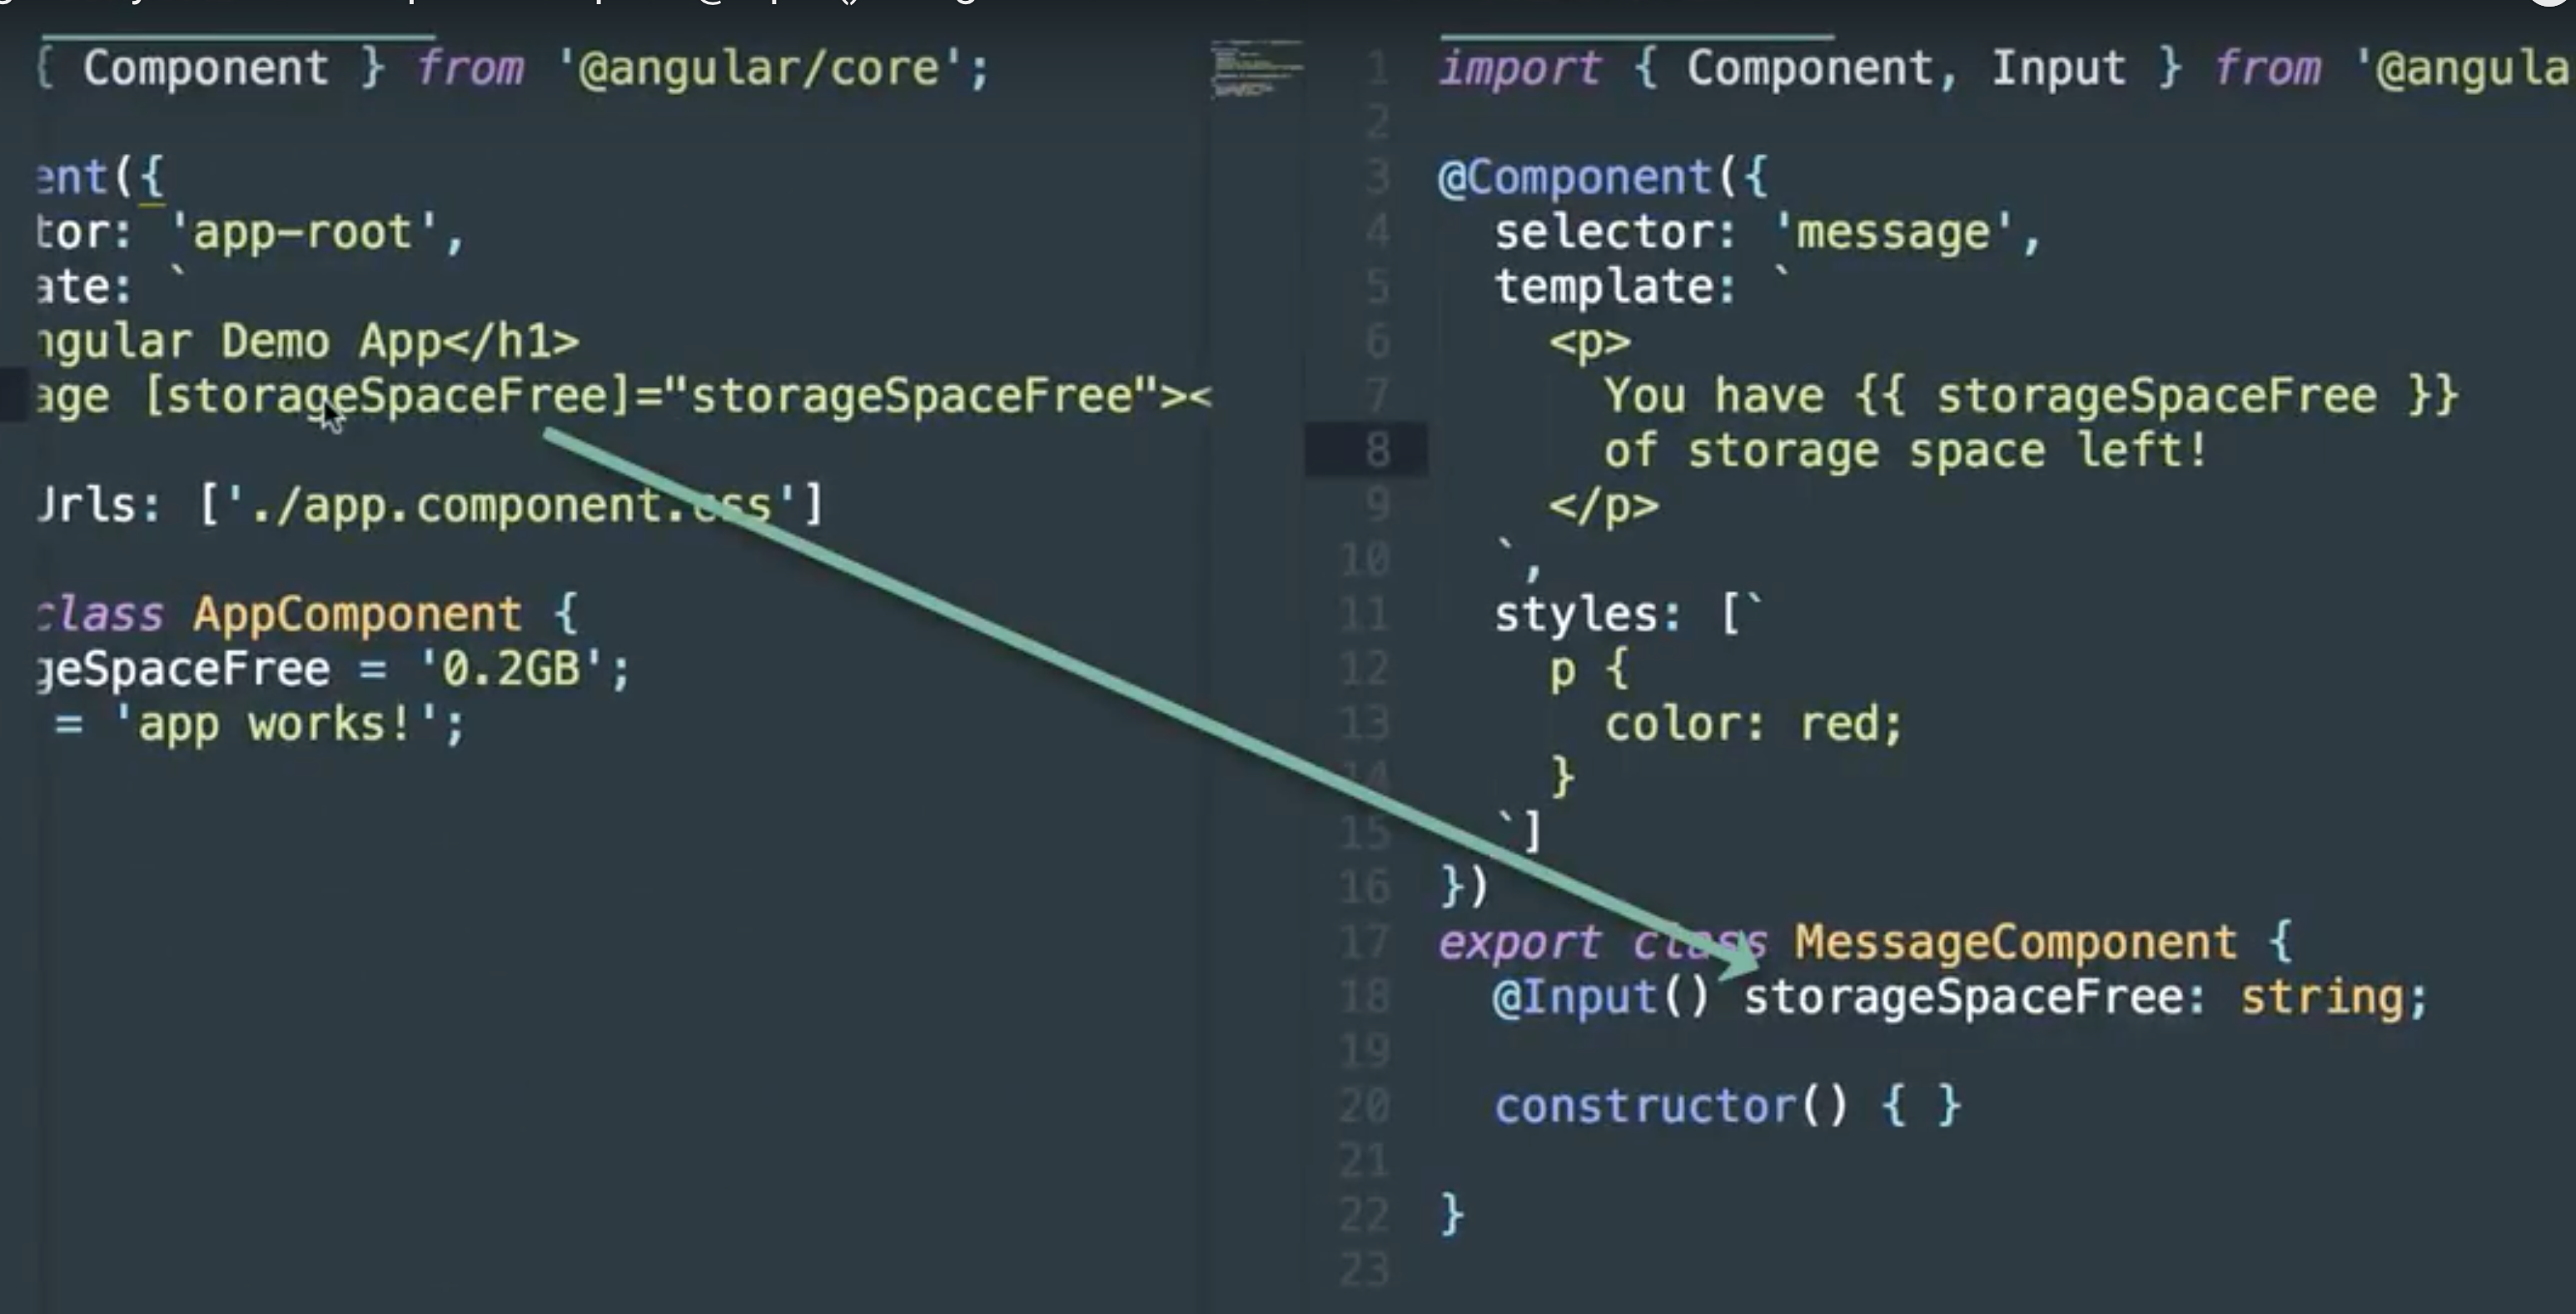 { Component } from '@angular/core';
ent({
tor: 'app-root',
ate: `
ngular Demo App</h1>
age [storageSpaceFree]="storageSpaceFree"><
Urls: ['./app.component.css']
class AppComponent {
geSpaceFree = '0.2GB';
= 'app works!';
1 import { Component, Input } from '@angula
2
3 @Component({
4 selector: 'message',
5 template: `
6 <p>
7 You have {{ storageSpaceFree }}
8 of storage space left!
9 </p>
10 `,
11 styles: [`
12 p {
13 color: red;
14 }
15 `]
16 })
17 export class MessageComponent {
18 @Input() storageSpaceFree: string;
19
20 constructor() { }
21
22 }
23